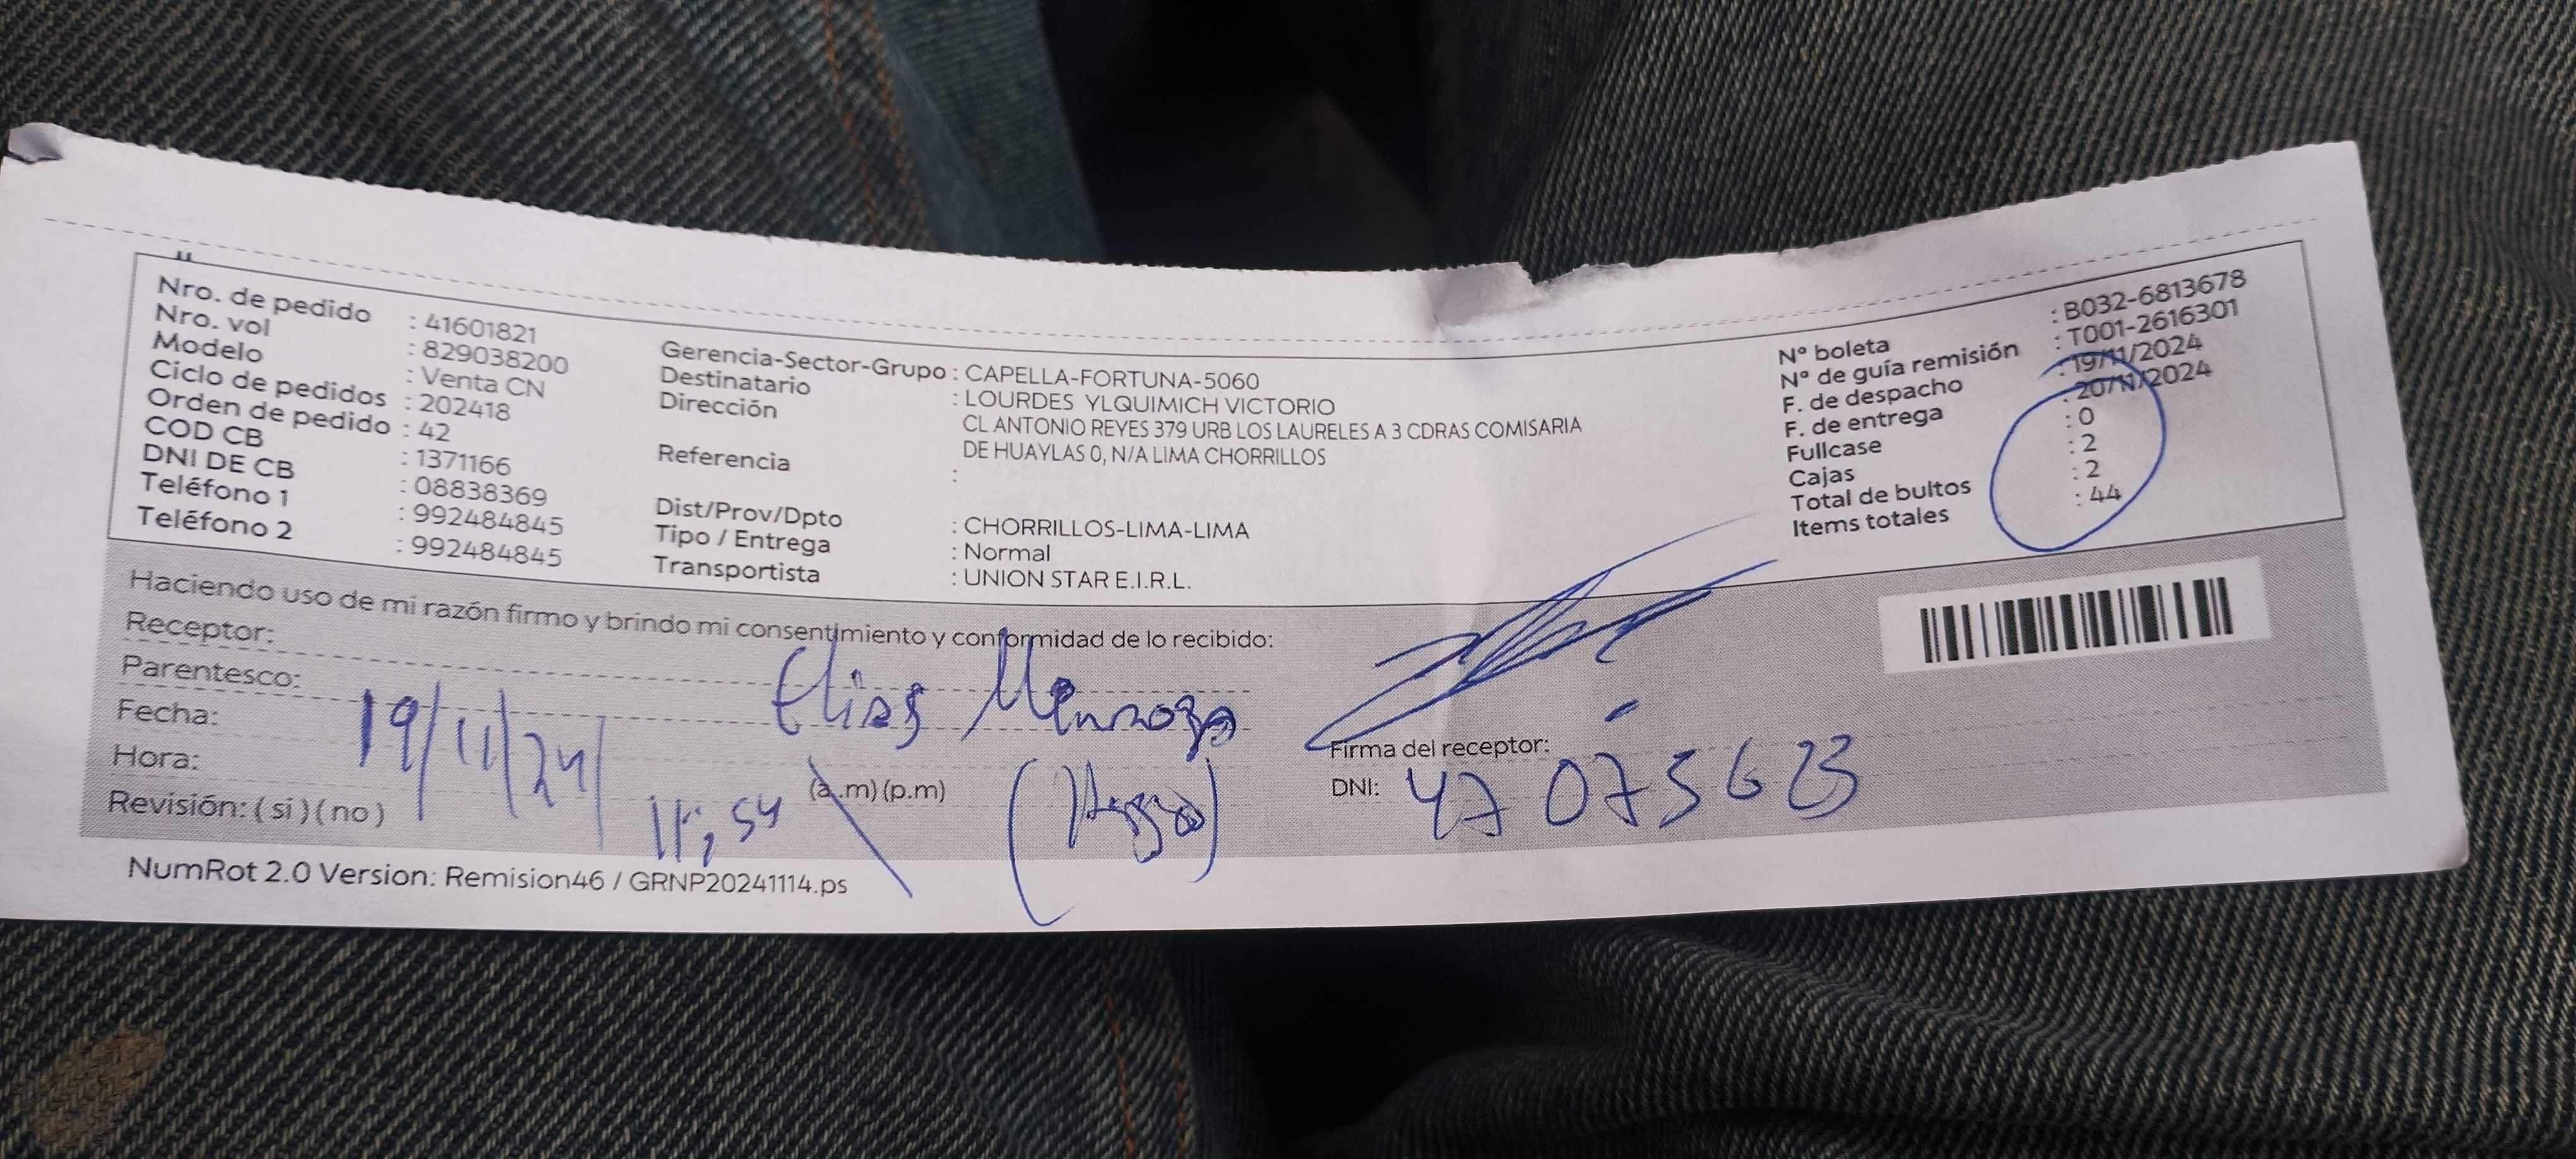 Nro. de pedido : 41601821
Nro. vol : 829038200
Modelo : Venta CN
Ciclo de pedidos : 202418
Orden de pedido : 42
COD CB : 1371166
DNI DE CB : 08838369
Teléfono 1 : 992484845
Teléfono 2 : 992484845
Gerencia-Sector-Grupo : CAPELLA-FORTUNA-5060
Destinatario : LOURDES YLQUIMICH VICTORIO
Dirección CL ANTONIO REYES 379 URB LOS LAURELES A 3 CDRAS COMISARIA
DE HUAYLAS 0, N/A LIMA CHORRILLOS
Referencia :
Dist/Prov/Dpto : CHORRILLOS-LIMA-LIMA
Tipo / Entrega : Normal
Transportista : UNION STAR E.I.R.L.
N° boleta : B032-6813678
N° de guía remisión : T001-2616301
F. de despacho : 19/11/2024
F. de entrega : 20/11/2024
Fullcase : 0
Cajas : 2
Total de bultos : 2
Items totales : 44
Haciendo uso de mi razón firmo y brindo mi consentimiento y conformidad de lo recibido:
Receptor: Elias
Parentesco:
Fecha: 19/11/24/
Hora: 11:54 (a.m) (p.m)
Revisión: ( si ) ( no )
Firma del receptor:
DNI: 47075623
NumRot 2.0 Version: Remision46 / GRNP20241114.ps